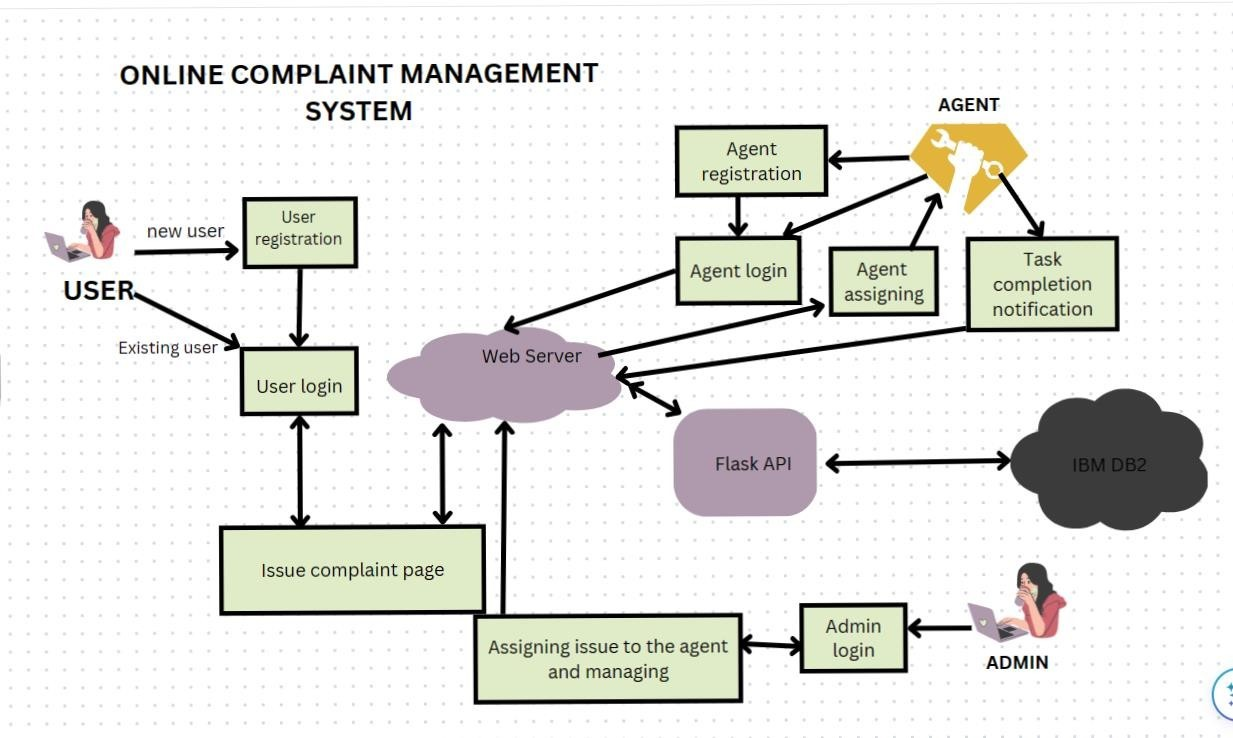 ONLINE COMPLAINT MANAGEMENT
SYSTEM
AGENT
Agent
registration
new user
User
registration
USER
Existing user
User login
Agent login
Agent
assigning
Task
completion
notification
Web Server
Flask API
IBM DB2
Issue complaint page
Assigning issue to the agent
and managing
Admin
login
ADMIN